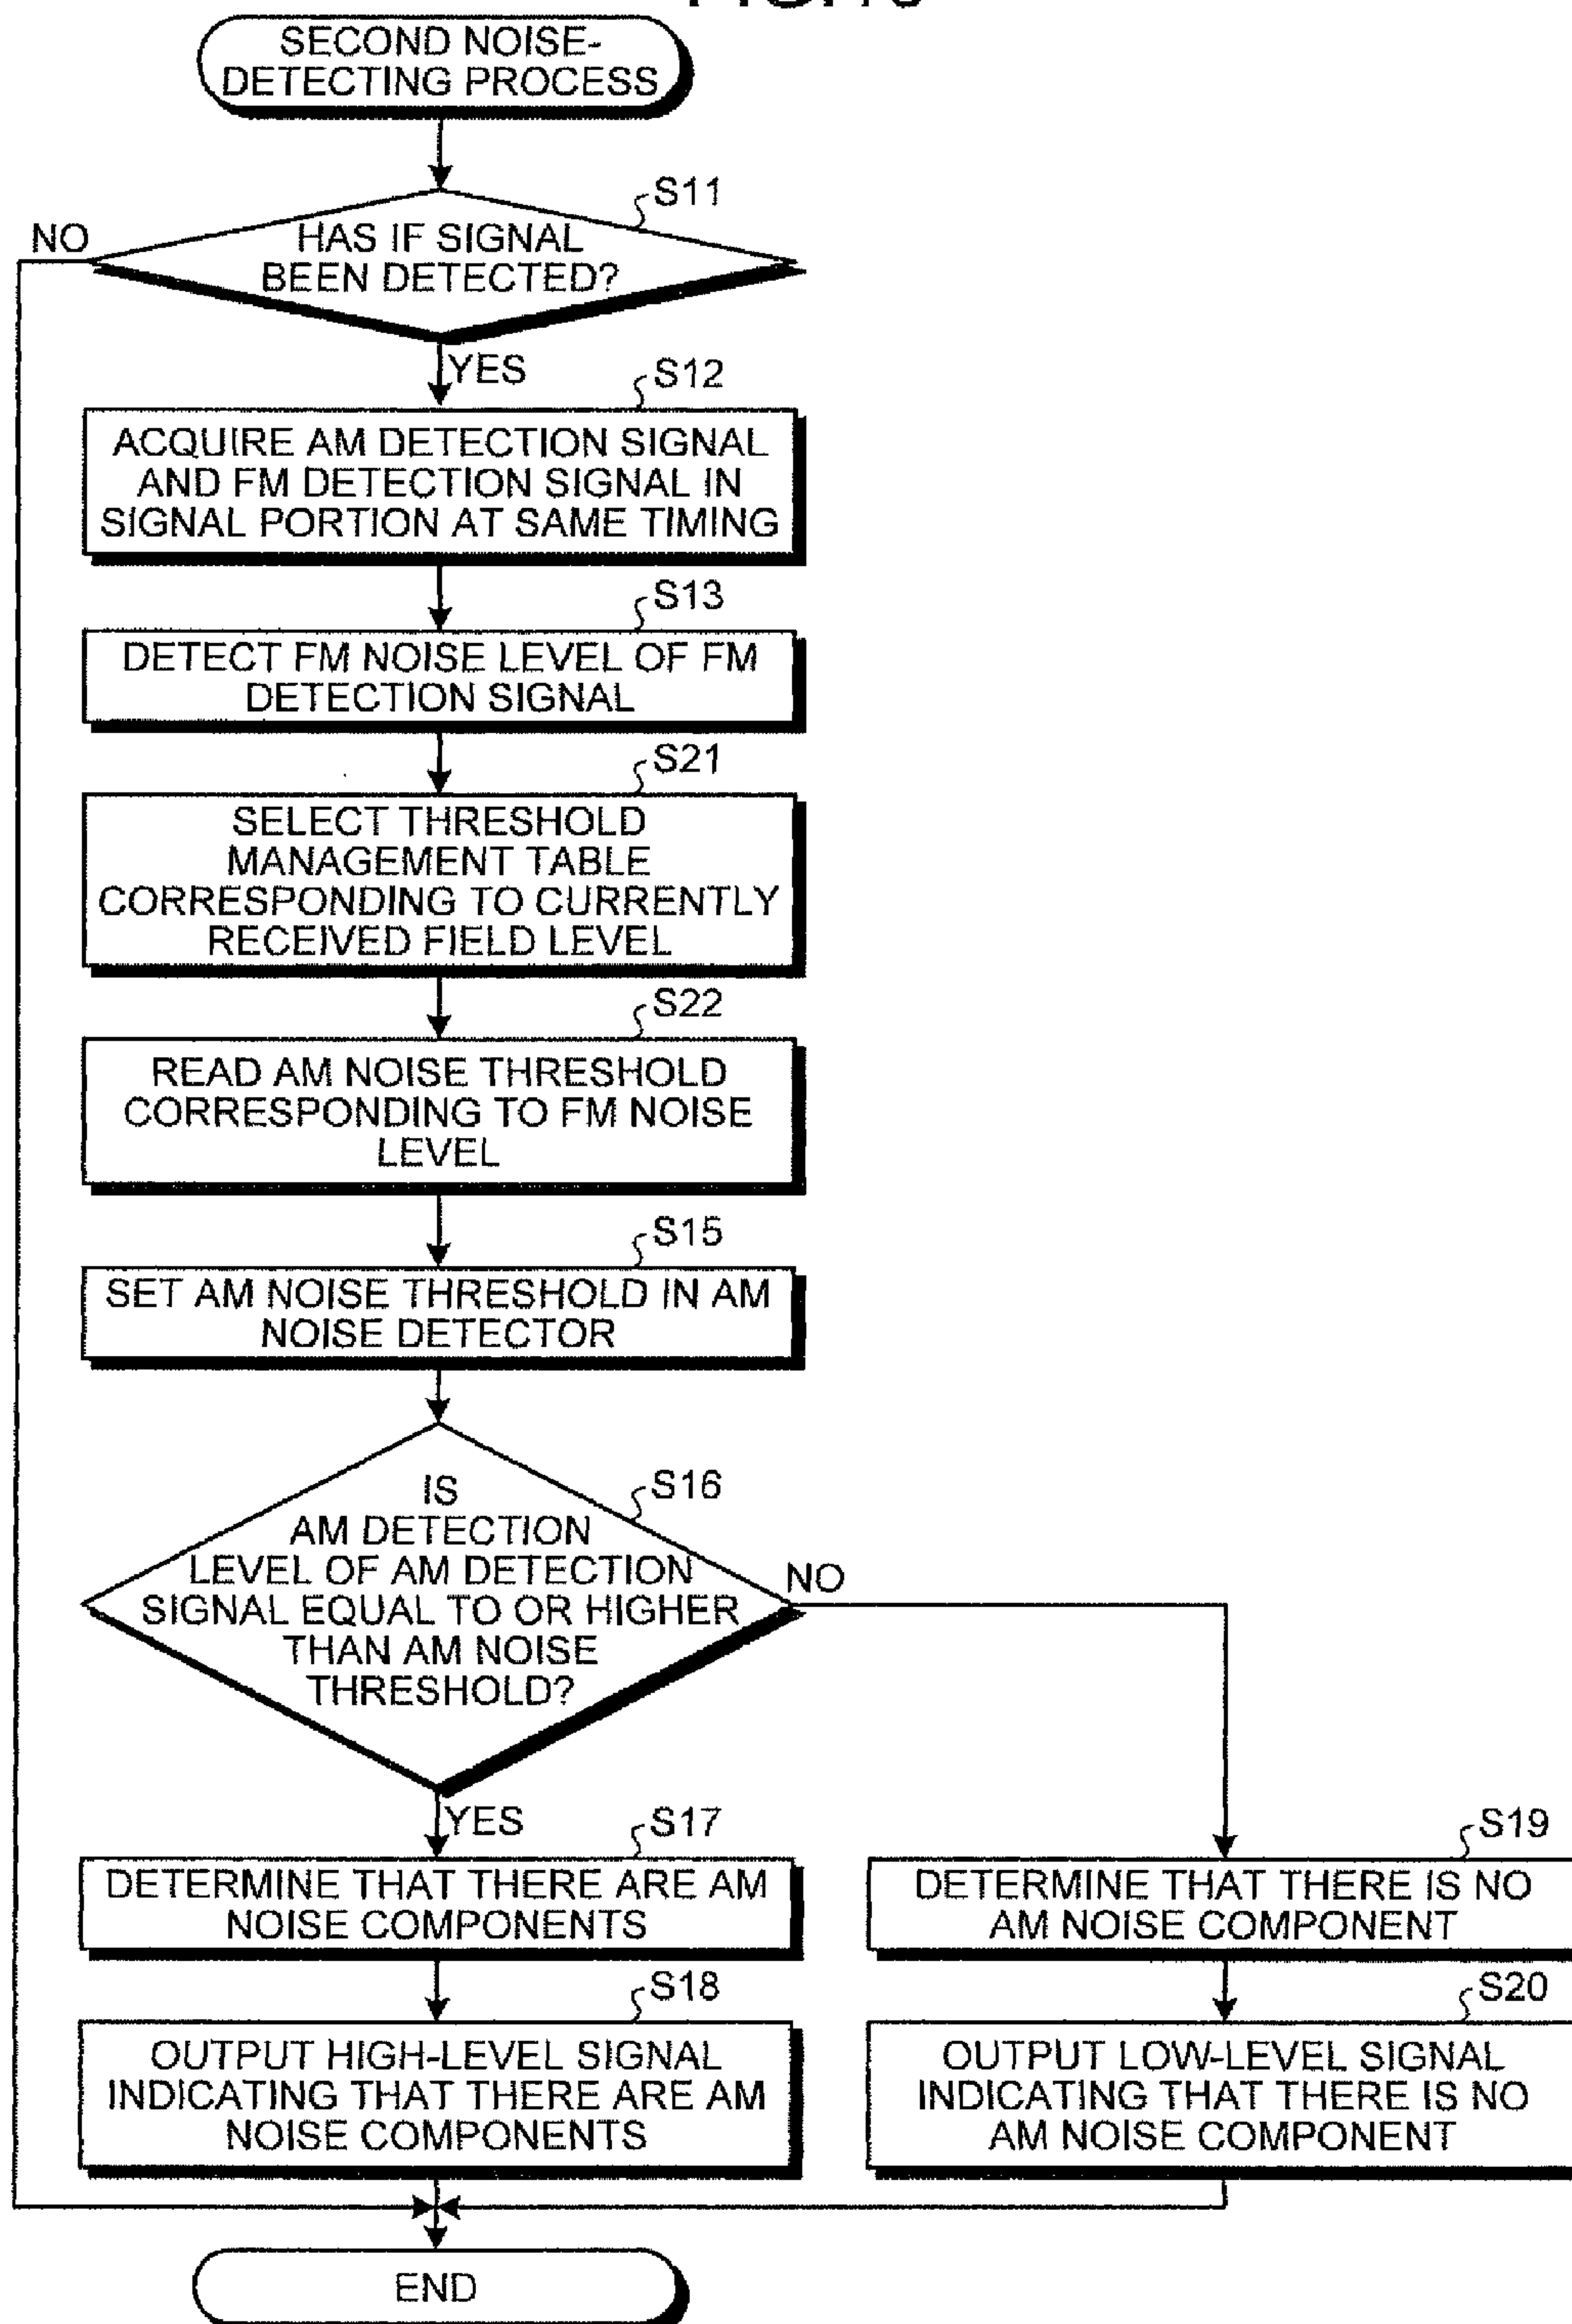 SECOND NOISE-
DETECTING PROCESS
S11
NO
HAS IF SIGNAL
BEEN DETECTED?
YES
S12
ACQUIRE AM DETECTION SIGNAL
AND FM DETECTION SIGNAL IN
SIGNAL PORTION AT SAME TIMING
S13
DETECT FM NOISE LEVEL OF FM
DETECTION SIGNAL
S21
SELECT THRESHOLD
MANAGEMENT TABLE
CORRESPONDING TO CURRENTLY
RECEIVED FIELD LEVEL
S22
READ AM NOISE THRESHOLD
CORRESPONDING TO FM NOISE
LEVEL
S15
SET AM NOISE THRESHOLD IN AM
NOISE DETECTOR
S16
IS
AM DETECTION
LEVEL OF AM DETECTION
SIGNAL EQUAL TO OR HIGHER
THAN AM NOISE
THRESHOLD?
NO
YES
S17
DETERMINE THAT THERE ARE AM
NOISE COMPONENTS
S19
DETERMINE THAT THERE IS NO
AM NOISE COMPONENT
S18
OUTPUT HIGH-LEVEL SIGNAL
INDICATING THAT THERE ARE AM
NOISE COMPONENTS
S20
OUTPUT LOW-LEVEL SIGNAL
INDICATING THAT THERE IS NO
AM NOISE COMPONENT
END